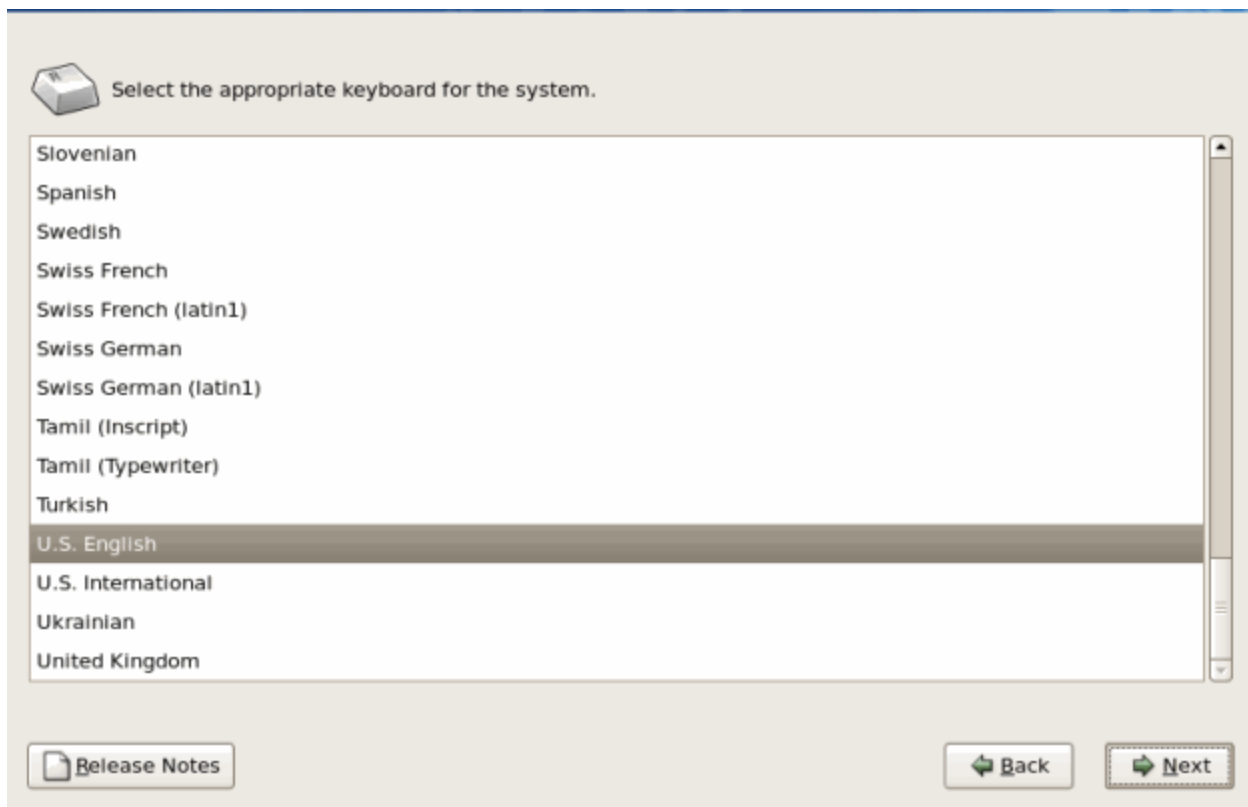 Select the appropriate keyboard for the system.
Slovenian
Spanish
Swedish
Swiss French
Swiss French (latin1)
Swiss German
Swiss German (latin1)
Tamil (Inscript)
Tamil (Typewriter)
Turkish
U.S. English
U.S. International
Ukrainian
United Kingdom
Release Notes
Back
Next